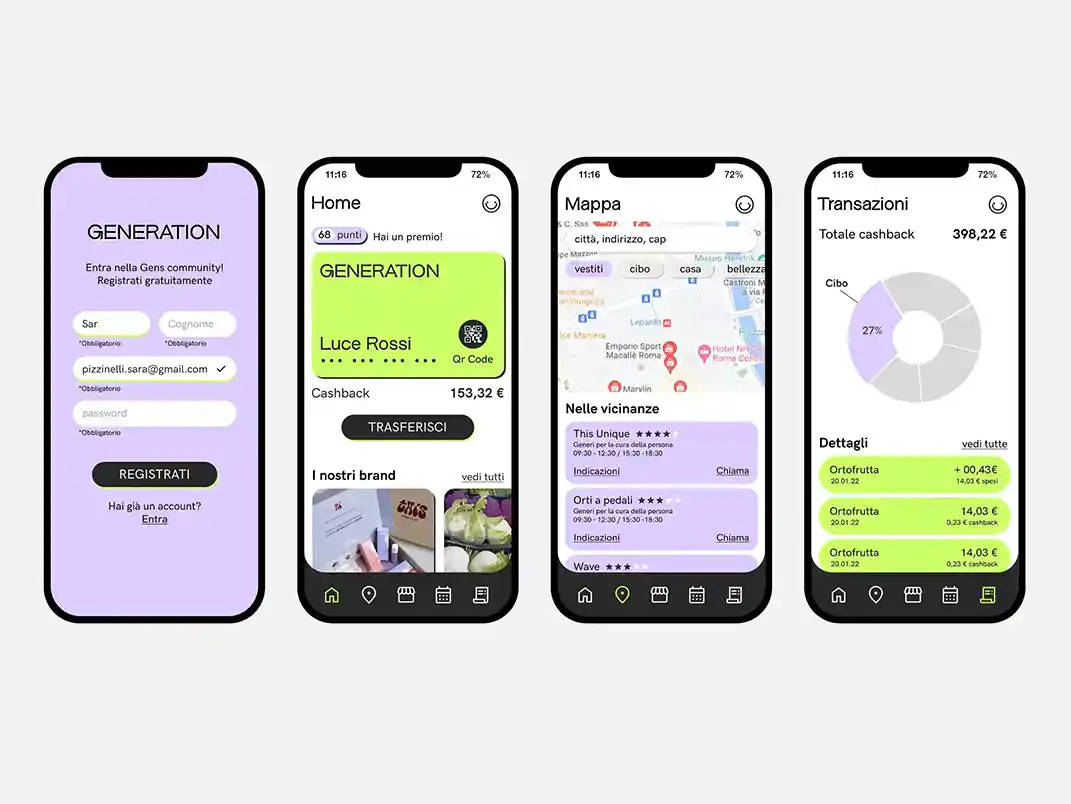 GENERATION
Entra nella Gens community!
Registrati gratuitamente
Sar
Cognome
*Obbligatorio
*Obbligatorio
pizzinelli.sara@gmail.com
*Obbligatorio
password
*Obbligatorio
REGISTRATI
Hai già un account?
Entra
11:16 72%
Home
68 punti Hai un premio!
GENERATION
Luce Rossi
Qr Code
Cashback 153,32 €
TRASFERISCI
I nostri brand vedi tutti
11:16 72%
Mappa
& C. Sas
città, indirizzo, cap
Museo Hendrik
vestiti cibo casa bellezza
Castroni
a via
Lepanto
Emporio Sport
Macallè Roma
Hotel NH
Roma Centro
Marvlin
Nelle vicinanze
This Unique ★★★★
Generi per la cura della persona
09:30 - 12:30 / 15:30 -18:30
Indicazioni Chiama
Orti a pedali ★★★
Generi per la cura della persona
09:30 - 12:30 / 15:30 -18:30
Indicazioni Chiama
Wave ★★★
11:16 72%
Transazioni
Totale cashback 398,22 €
Cibo
27%
Dettagli vedi tutte
Ortofrutta + 00,43€
20.01.22 14,03 € spesi
Ortofrutta 14,03 €
20.01.22 0,23 € cashback
Ortofrutta 14,03 €
20.01.22 0,23 € cashback